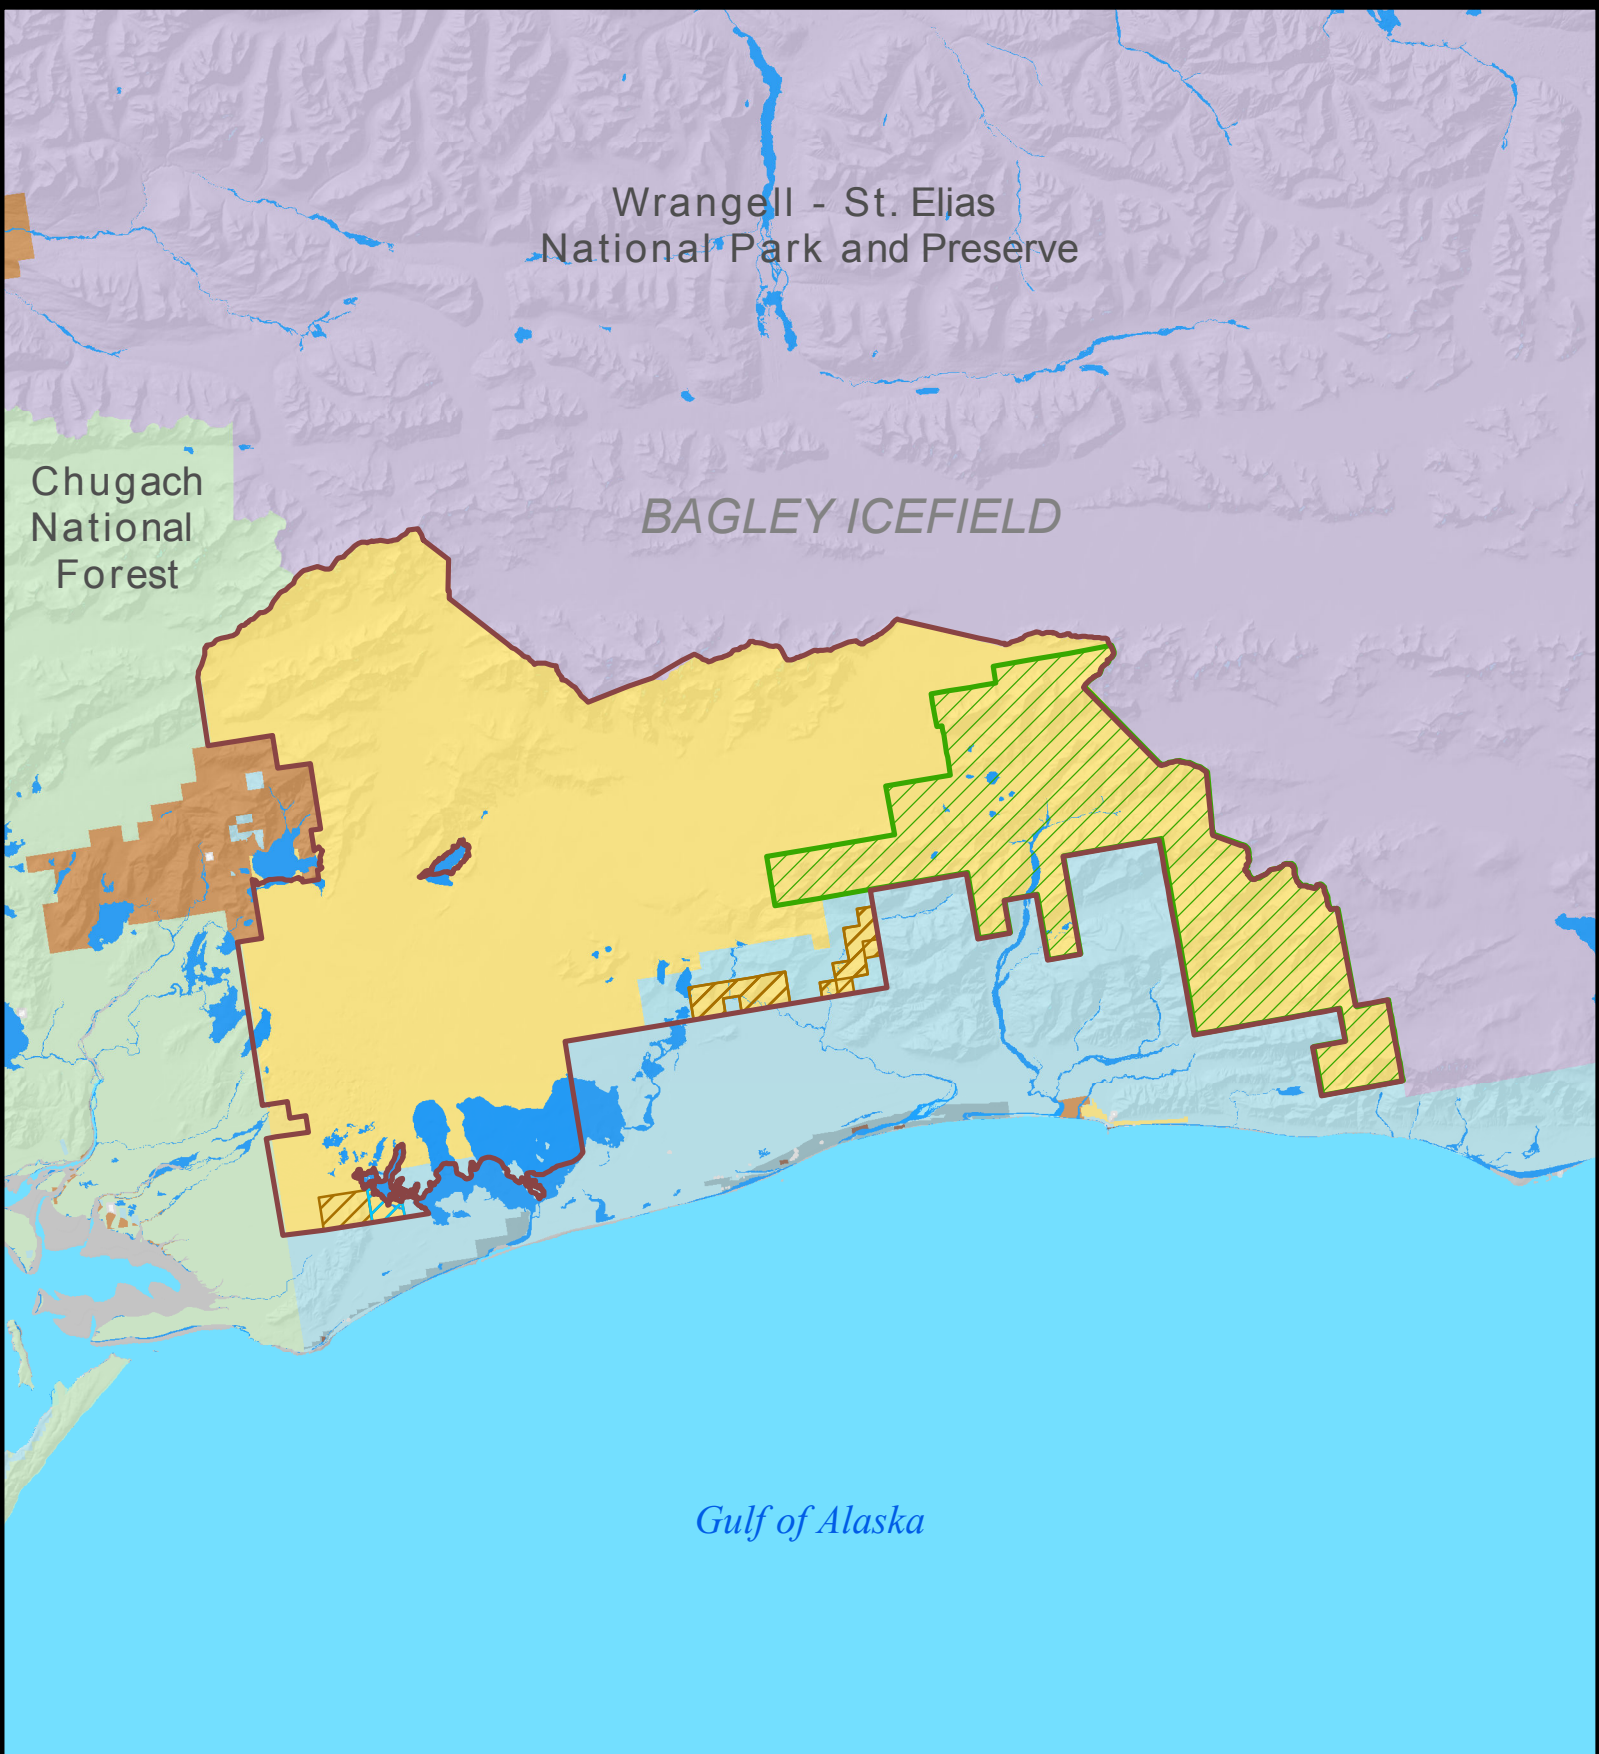 Wrangell - St. Elias
National Park and Preserve
Chugach
National
Forest
BAGLEY ICEFIELD
Gulf of Alaska